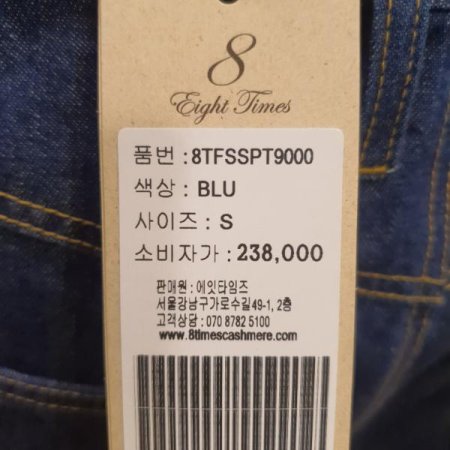 8
Eight Times
품번 : 8TFSSPT9000
색상 : BLU
사이즈 : S
소비자가 : 238,000
판매원 : 에잇타임즈
서울강남구가로수길49-1, 2층
고객상담 : 070 8782 5100
www.8timescashmere.com